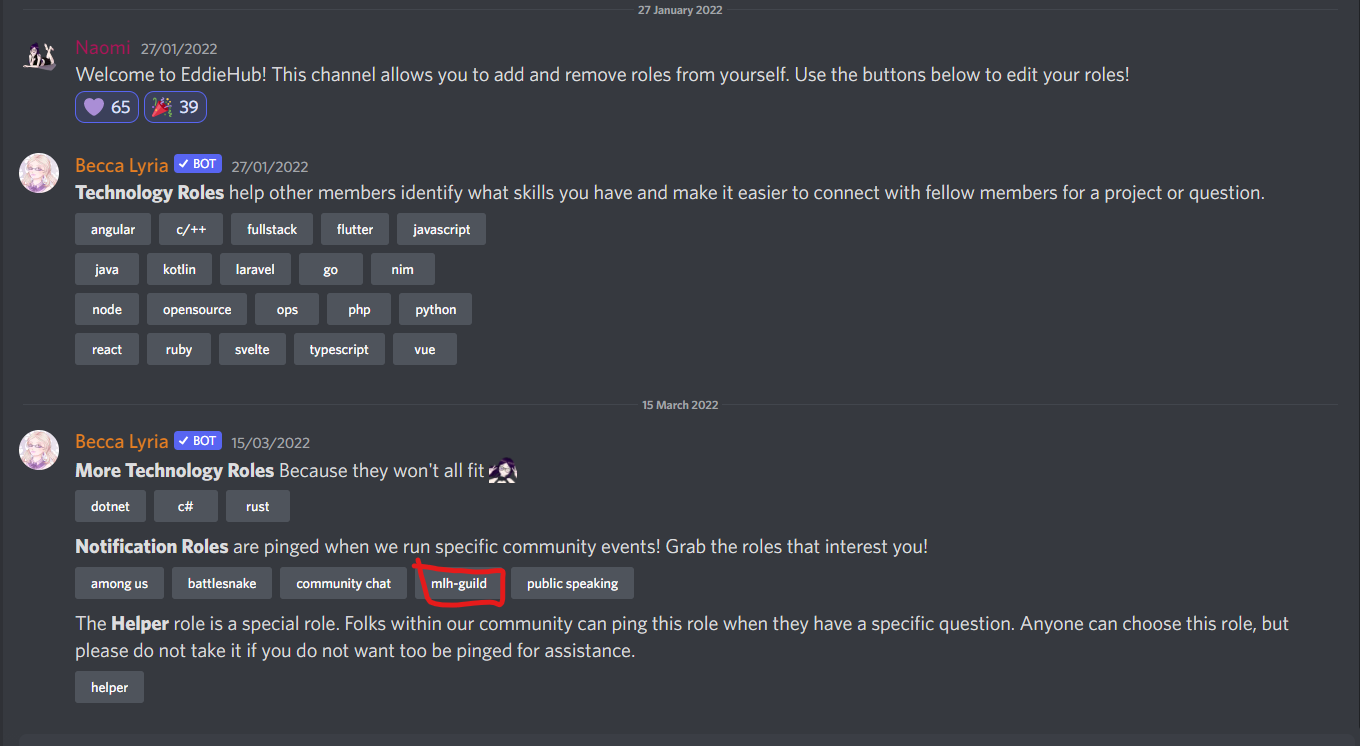 27 January 2022
Naomi 27/01/2022
Welcome to EddieHub! This channel allows you to add and remove roles from yourself. Use the buttons below to edit your roles!
65 39
Becca Lyria BOT 27/01/2022
Technology Roles help other members identify what skills you have and make it easier to connect with fellow members for a project or question.
angular c/++ fullstack flutter javascript
java kotlin laravel go nim
node opensource ops php python
react ruby svelte typescript vue
15 March 2022
Becca Lyria BOT 15/03/2022
More Technology Roles Because they won't all fit
dotnet c# rust
Notification Roles are pinged when we run specific community events! Grab the roles that interest you!
among us battlesnake community chat mlh-guild public speaking
The Helper role is a special role. Folks within our community can ping this role when they have a specific question. Anyone can choose this role, but
please do not take it if you do not want too be pinged for assistance.
helper